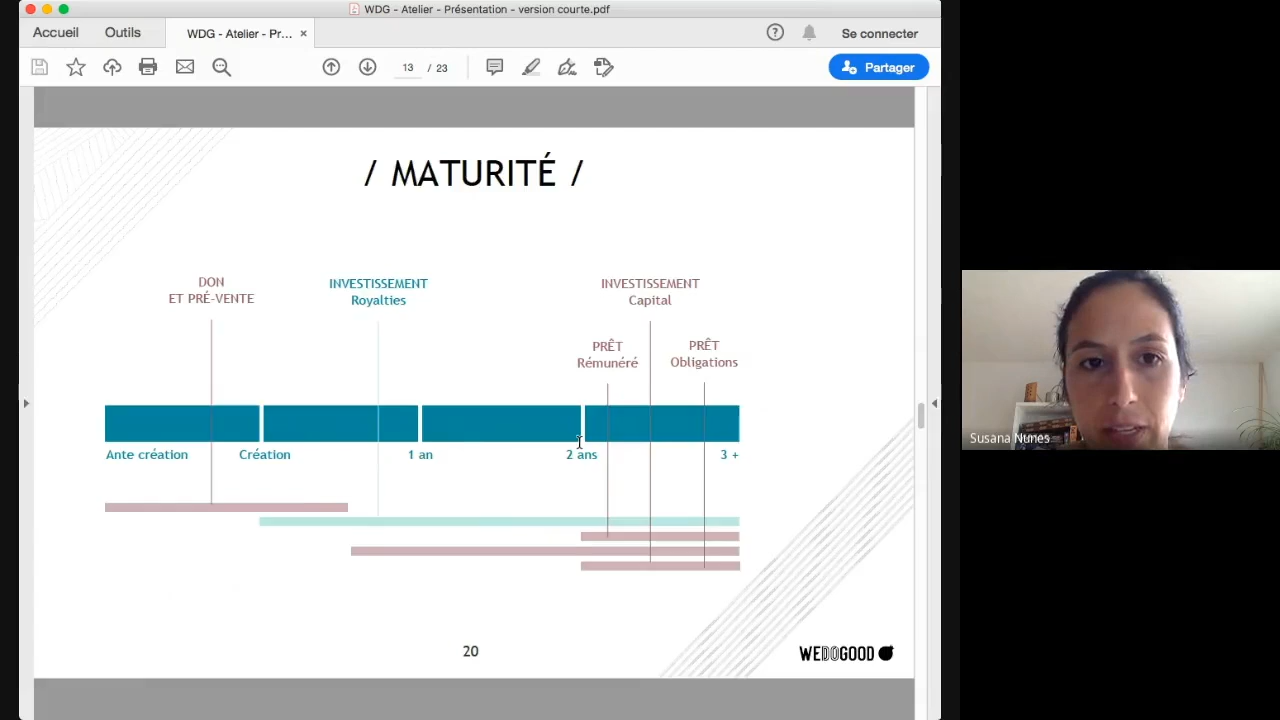 WDG - Atelier - Présentation - version courte.pdf
Accueil
Outils
WDG - Atelier - Pr... ×
?
Se connecter
13 / 23
Partager
/ MATURITÉ /
DON
ET PRÉ-VENTE
INVESTISSEMENT
Royalties
INVESTISSEMENT
Capital
PRÊT
Rémunéré
PRÊT
Obligations
Ante création
Création
1 an
2 ans
3 +
20
WEDOGOOD
Susana Nunes